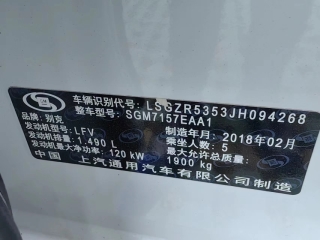 车辆识别代号: LSGZR5353JH094268
整车型号: SGM7157EAA1
品牌: 别克 制造年月: 2018年02月
发动机型号: LFV 乘坐人数: 5
发动机排量: 1.490 L 最大允许总质量:
发动机最大净功率: 120 kW 1900 kg
中国 上汽通用汽车有限公司制造